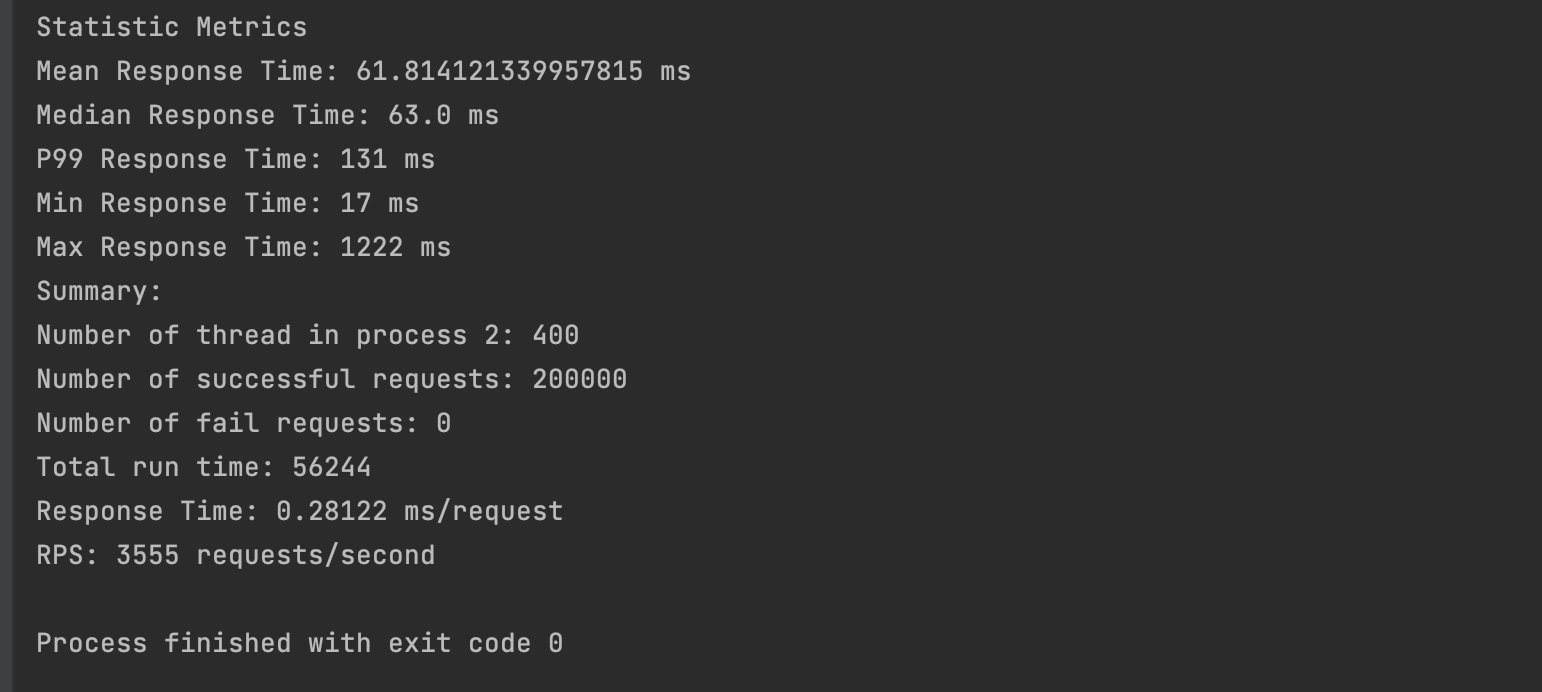 Statistic Metrics
Mean Response Time: 61.814121339957815 ms
Median Response Time: 63.0 ms
P99 Response Time: 131 ms
Min Response Time: 17 ms
Max Response Time: 1222 ms
Summary:
Number of thread in process 2: 400
Number of successful requests: 200000
Number of fail requests: 0
Total run time: 56244
Response Time: 0.28122 ms/request
RPS: 3555 requests/second
Process finished with exit code 0